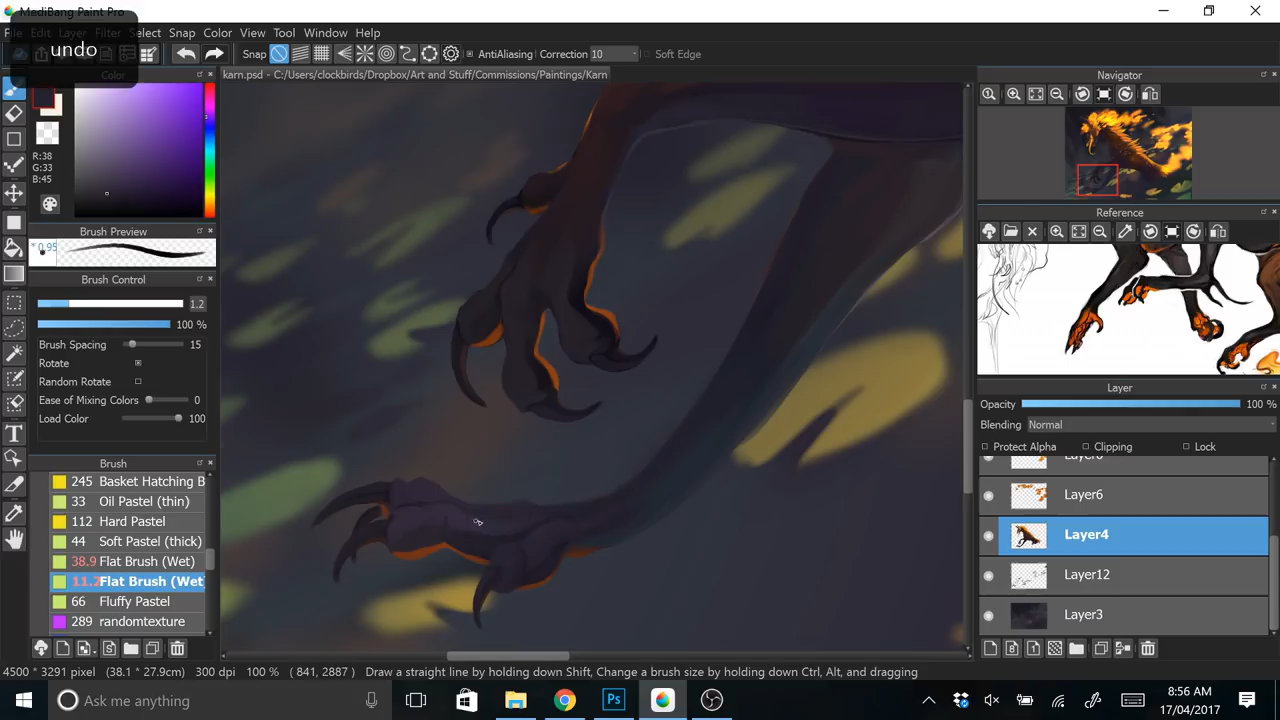 MediBang Paint Pro
File Edit Layer Filter Select Snap Color View Tool Window Help
undo
Snap AntiAliasing Correction 10 Soft Edge
Color
karn.psd - C:/Users/clockbirds/Dropbox/Art and Stuff/Commissions/Paintings/Karn
Navigator
R:38
G:33
B:45
Brush Preview
* 0.95
Brush Control
1.2
100 %
Brush Spacing 15
Rotate
Random Rotate
Ease of Mixing Colors 0
Load Color 100
Brush
245 Basket Hatching B
33 Oil Pastel (thin)
112 Hard Pastel
44 Soft Pastel (thick)
38.9 Flat Brush (Wet)
11.2 Flat Brush (Wet)
66 Fluffy Pastel
289 randomtexture
Reference
Layer
Opacity 100 %
Blending Normal
Protect Alpha Clipping Lock
Layer6
Layer4
Layer12
Layer3
4500 * 3291 pixel (38.1 * 27.9cm) 300 dpi 100 % ( 841, 2887 ) Draw a straight line by holding down Shift, Change a brush size by holding down Ctrl, Alt, and dragging
Ask me anything
Ps
8:56 AM
17/04/2017